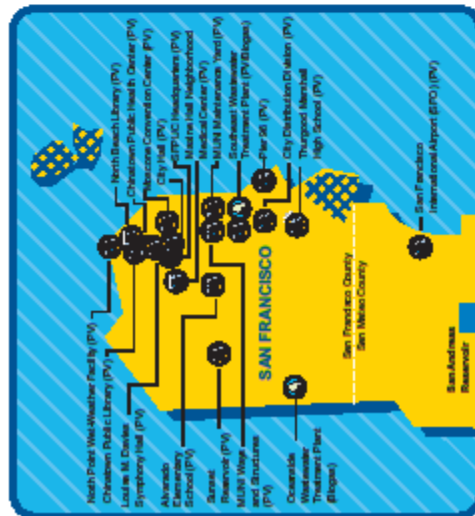 North Point Wet-Weather Facility (PV)
Chinatown Public Library (PV)
Louise M. Davies
Symphony Hall (PV)
Alvarado
Elementary
School (PV)
Sunset
Reservoir (PV)
MUNI Ways
and Structures
(PV)
Oceanside
Wastewater
Treatment Plant
(Biogas)
North Beach Library (PV)
Chinatown Public Health Center (PV)
Moscone Convention Center (PV)
City Hall (PV)
SFPUC Headquarters (PV)
Maxine Hall Neighborhood
Medical Center (PV)
MUNI Maintenance Yard (PV)
Southeast Wastewater
Treatment Plant (PV/Biogas)
Pier 96 (PV)
City Distribution Division (PV)
Thurgood Marshall
High School (PV)
San Francisco
International Airport (SFO) (PV)
SAN FRANCISCO
San Francisco County
San Mateo County
San Andreas
Reservoir